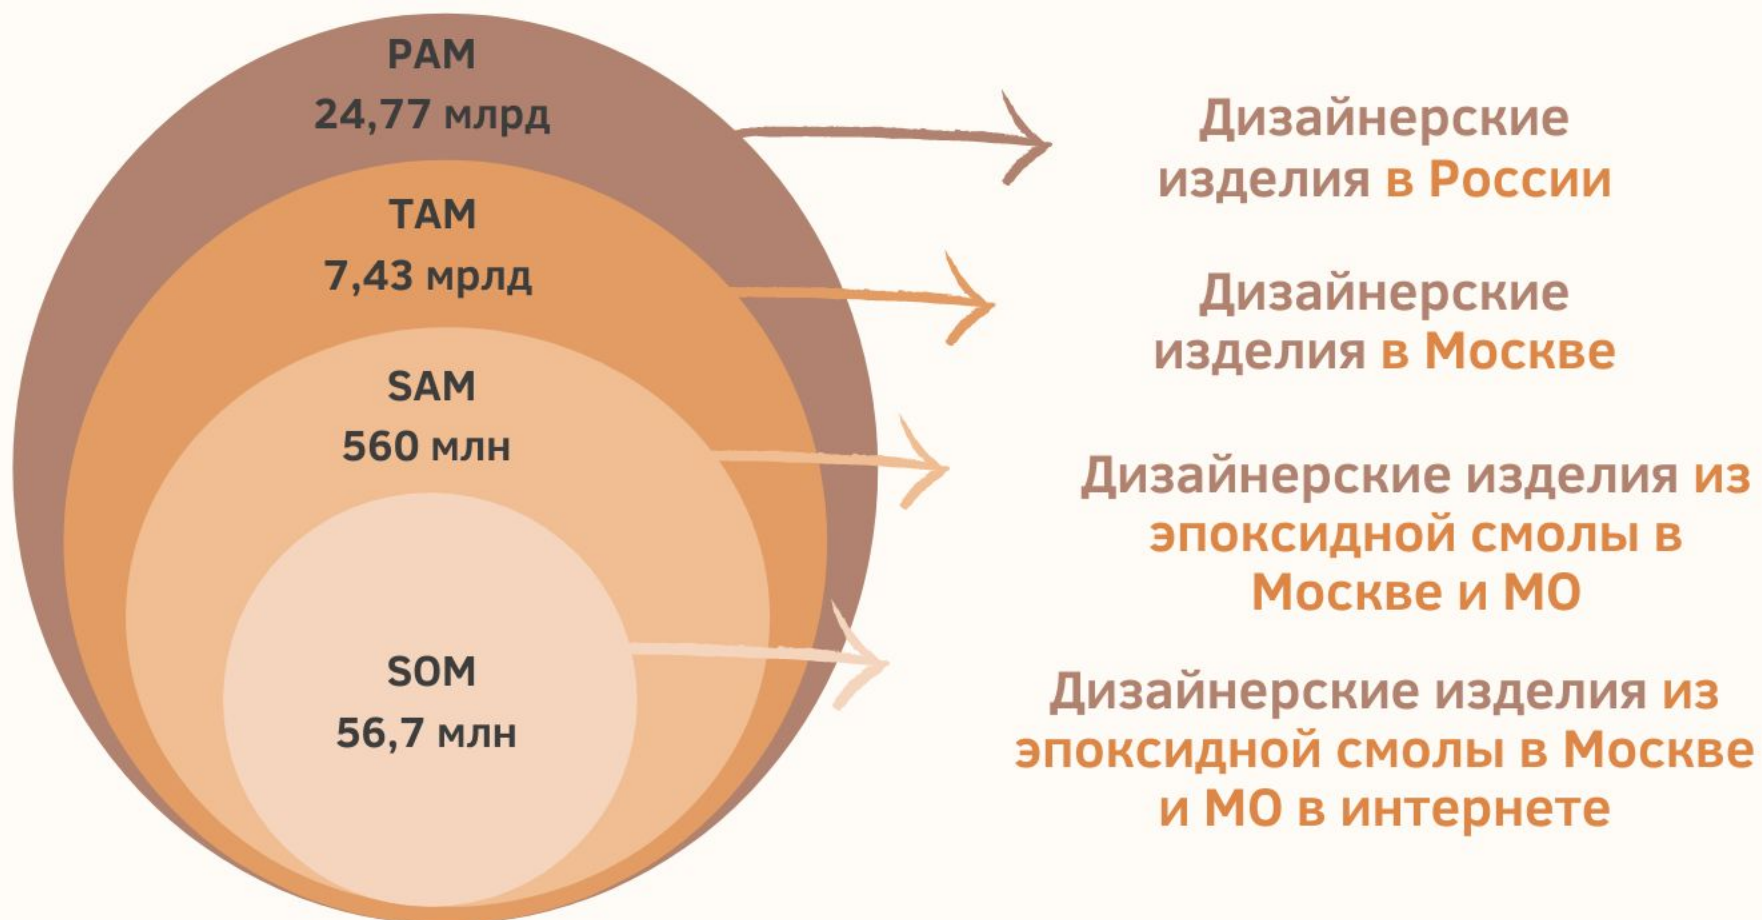 PAM
24,77 млрд
TAM
7,43 мрлд
SAM
560 млн
SOM
56,7 млн
Дизайнерские
изделия в России
Дизайнерские
изделия в Москве
Дизайнерские изделия из
эпоксидной смолы в
Москве и МО
Дизайнерские изделия из
эпоксидной смолы в Москве
и МО в интернете